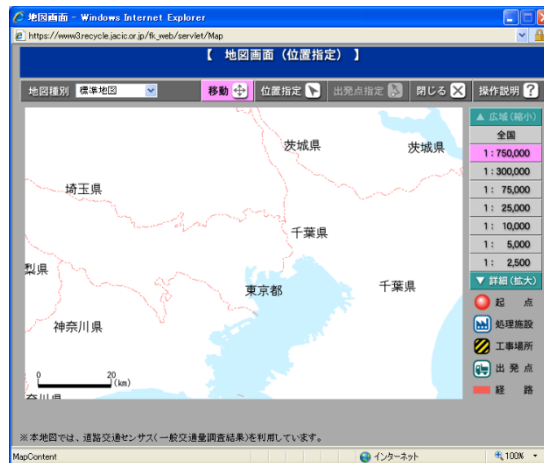 地図画面 - Windows Internet Explorer
https://www3.recycle.jacic.or.jp/fk_web/servlet/Map
【 地図画面（位置指定） 】
地図種別 標準地図 移動 位置指定 出発点指定 閉じる 操作説明 ?
▲ 広域(縮小)
全国
1：750,000
1：300,000
1： 75,000
1： 25,000
1： 10,000
1： 5,000
1： 2,500
▼ 詳細(拡大)
起 点
処理施設
工事場所
出 発 点
経 路
茨城県
茨城県
埼玉県
千葉県
梨県
東京都
千葉県
神奈川県
0 20
(km)
奈川県
※本地図では、道路交通センサス(一般交通量調査結果)を利用しています。
MapContent インターネット 100%